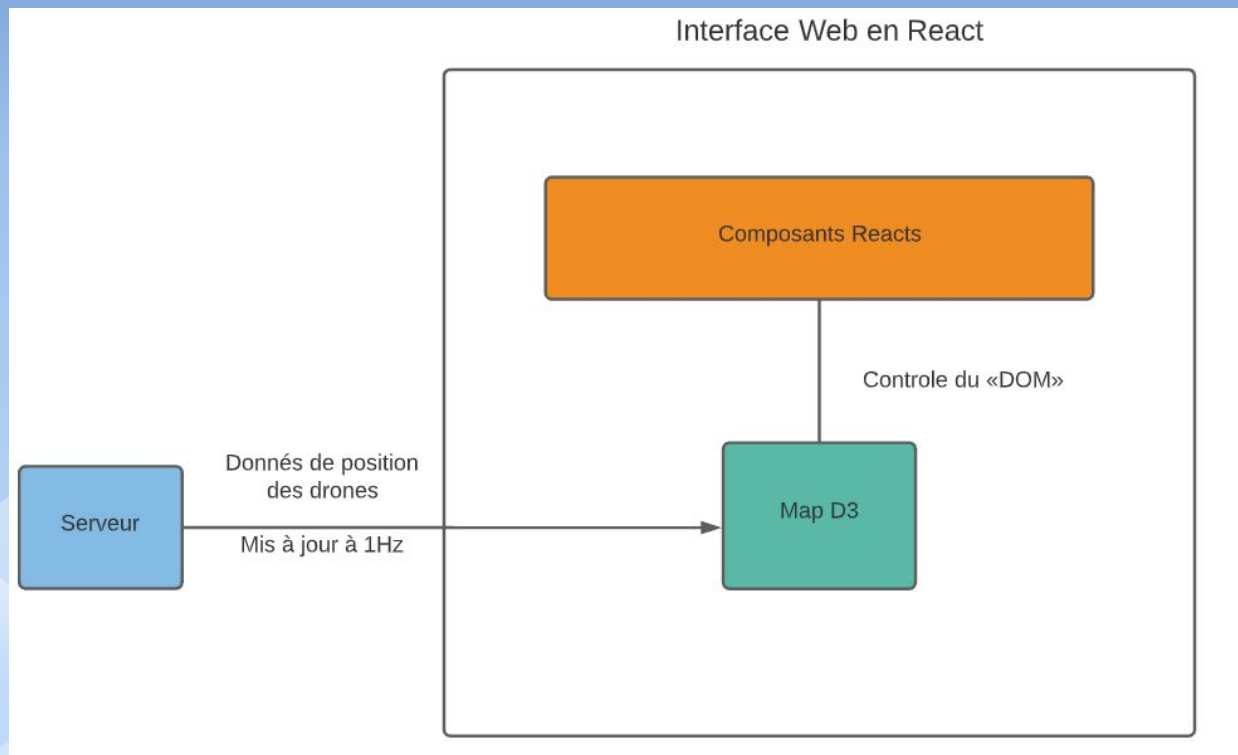 Interface Web en React
Composants Reacts
Controle du «DOM»
Donnés de position
des drones
Serveur
Map D3
Mis à jour à 1Hz